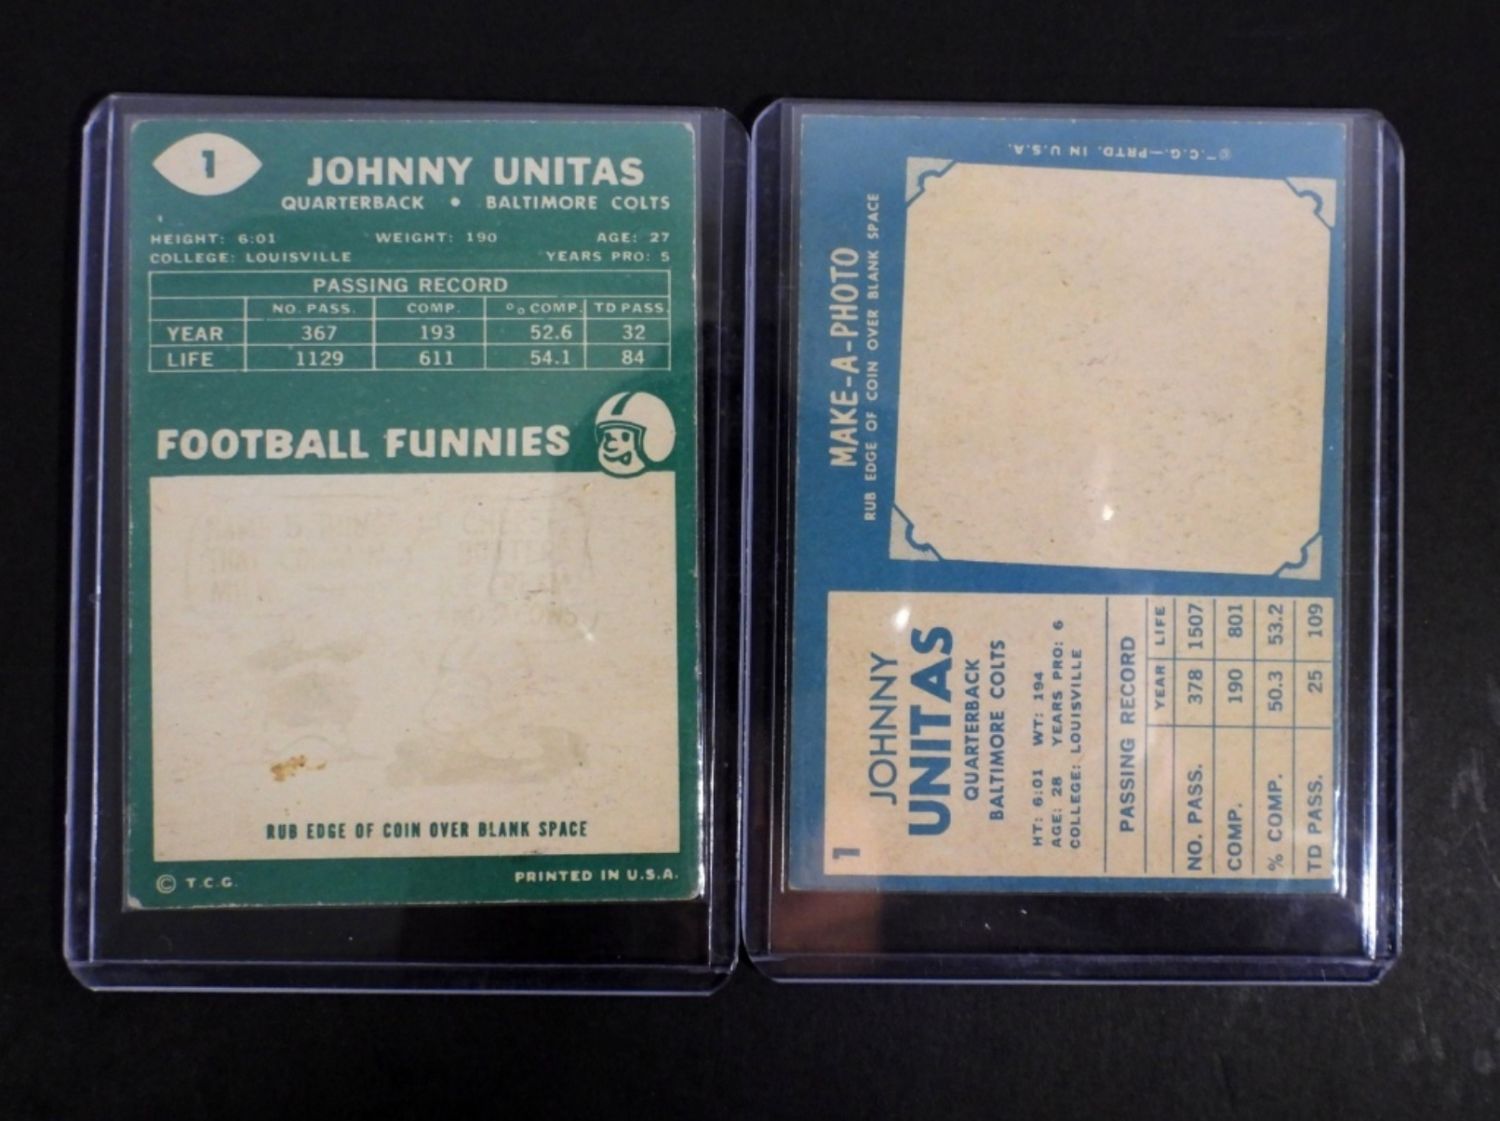 1
JOHNNY UNITAS
QUARTERBACK • BALTIMORE COLTS
HEIGHT: 6:01 WEIGHT: 190 AGE: 27
COLLEGE: LOUISVILLE YEARS PRO: 5
PASSING RECORD
NO. PASS. COMP. % COMP. TD PASS.
YEAR 367 193 52.6 32
LIFE 1129 611 54.1 84
FOOTBALL FUNNIES
RUB EDGE OF COIN OVER BLANK SPACE
© T.C.G. PRINTED IN U.S.A.
© T.C.G.—PRTD. IN U.S.A.
MAKE-A-PHOTO
RUB EDGE OF COIN OVER BLANK SPACE
1
JOHNNY
UNITAS
QUARTERBACK
BALTIMORE COLTS
HT: 6:01 WT: 194
AGE: 28 YEARS PRO: 6
COLLEGE: LOUISVILLE
PASSING RECORD
YEAR LIFE
NO. PASS. 378 1507
COMP. 190 801
% COMP. 50.3 53.2
TD PASS. 25 109